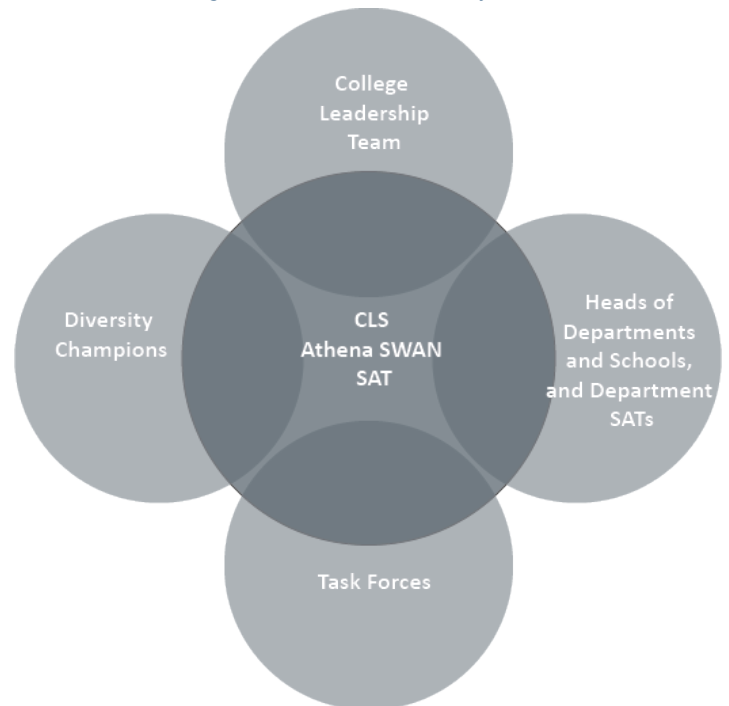 College
Leadership
Team
Diversity
Champions
CLS
Athena SWAN
SAT
Heads of
Departments
and Schools,
and Department
SATs
Task Forces